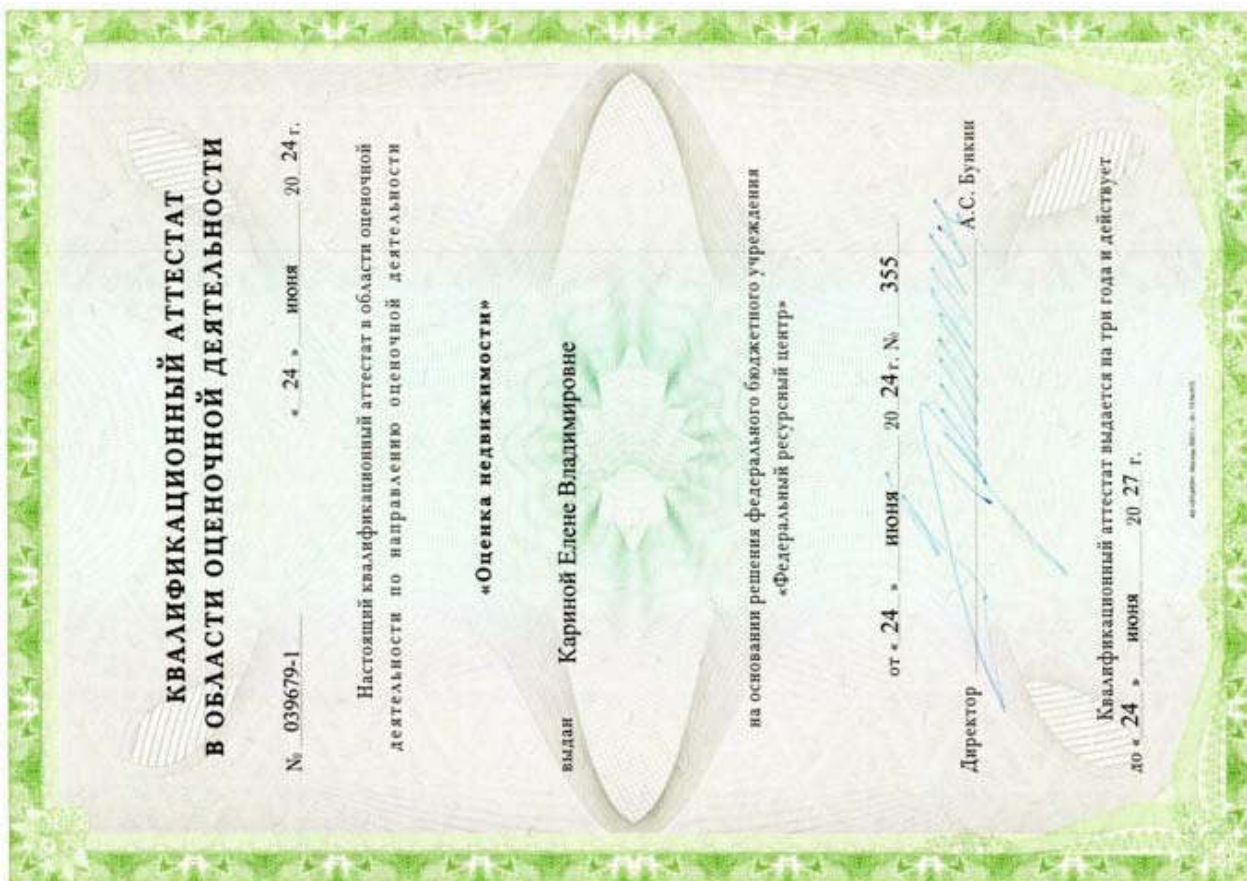 КВАЛИФИКАЦИОННЫЙ АТТЕСТАТ
В ОБЛАСТИ ОЦЕНОЧНОЙ ДЕЯТЕЛЬНОСТИ
№ 039679-1 « 24 » июня 20 24 г.
Настоящий квалификационный аттестат в области оценочной
деятельности по направлению оценочной деятельности
«Оценка недвижимости»
выдан Кариной Елене Владимировне
на основании решения федерального бюджетного учреждения
«Федеральный ресурсный центр»
от « 24 » июня 20 24 г. № 355
Директор А.С. Бункин
Квалификационный аттестат выдается на три года и действует
до « 24 » июня 20 27 г.